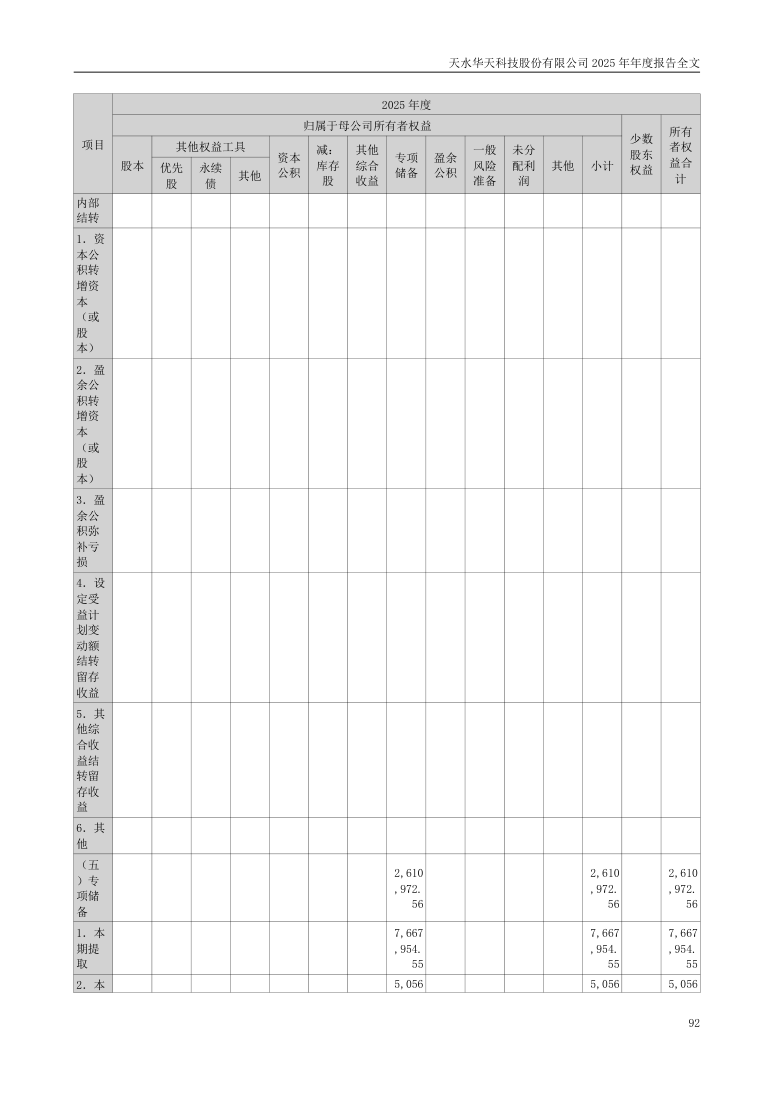 天水华天科技股份有限公司 2025 年年度报告全文
项目
2025 年度
归属于母公司所有者权益
少数
股东
权益
所有
者权
益合
计
股本
其他权益工具
资本
公积
减：
库存
股
其他
综合
收益
专项
储备
盈余
公积
一般
风险
准备
未分
配利
润
其他
小计
优先
股
永续
债
其他
内部
结转
1．资
本公
积转
增资
本
（或
股
本）
2．盈
余公
积转
增资
本
（或
股
本）
3．盈
余公
积弥
补亏
损
4．设
定受
益计
划变
动额
结转
留存
收益
5．其
他综
合收
益结
转留
存收
益
6．其
他
（五
）专
项储
备
2,610
,972.
56
2,610
,972.
56
2,610
,972.
56
1．本
期提
取
7,667
,954.
55
7,667
,954.
55
7,667
,954.
55
2．本
5,056
5,056
5,056
92